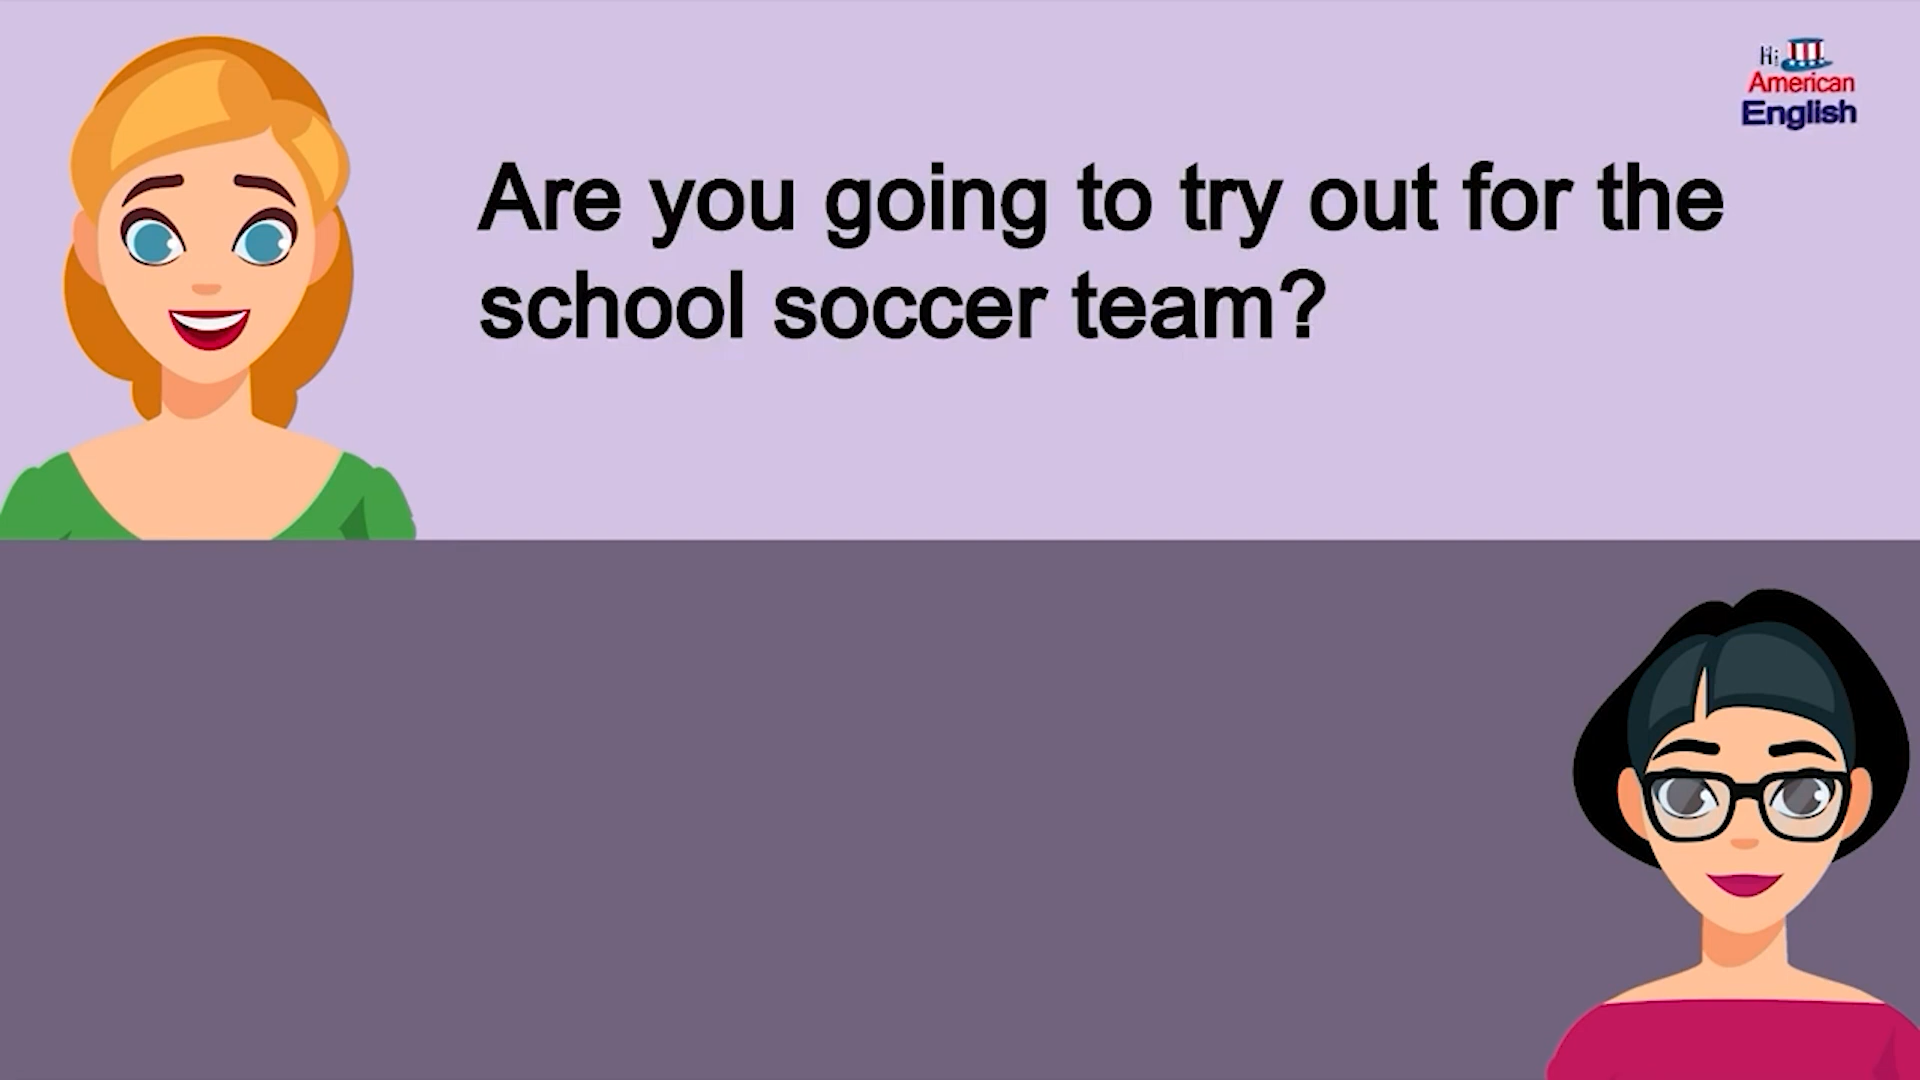 Hi
American
English
Are you going to try out for the
school soccer team?